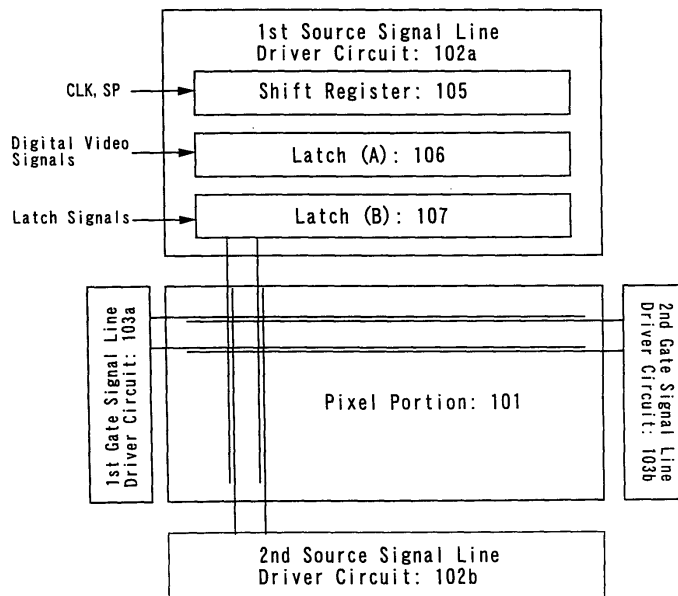 1st Source Signal Line
Driver Circuit: 102a
CLK, SP
Shift Register: 105
Digital Video
Signals
Latch (A): 106
Latch Signals
Latch (B): 107
1st Gate Signal Line
Driver Circuit: 103a
2nd Gate Signal Line
Driver Circuit: 103b
Pixel Portion: 101
2nd Source Signal Line
Driver Circuit: 102b